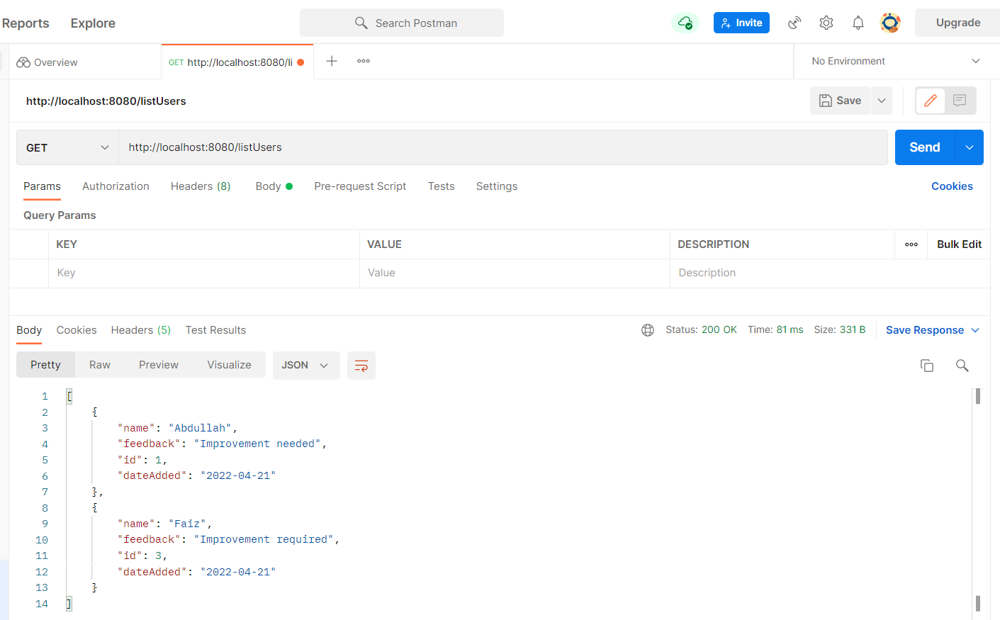 Reports Explore Search Postman Invite Upgrade
Overview GET http://localhost:8080/li No Environment
http://localhost:8080/listUsers Save
GET http://localhost:8080/listUsers Send
Params Authorization Headers (8) Body Pre-request Script Tests Settings Cookies
Query Params
KEY VALUE DESCRIPTION Bulk Edit
Key Value Description
Body Cookies Headers (5) Test Results Status: 200 OK Time: 81 ms Size: 331 B Save Response
Pretty Raw Preview Visualize JSON
1 [
2 {
3 "name": "Abdullah",
4 "feedback": "Improvement needed",
5 "id": 1,
6 "dateAdded": "2022-04-21"
7 },
8 {
9 "name": "Faiz",
10 "feedback": "Improvement required",
11 "id": 3,
12 "dateAdded": "2022-04-21"
13 }
14 ]